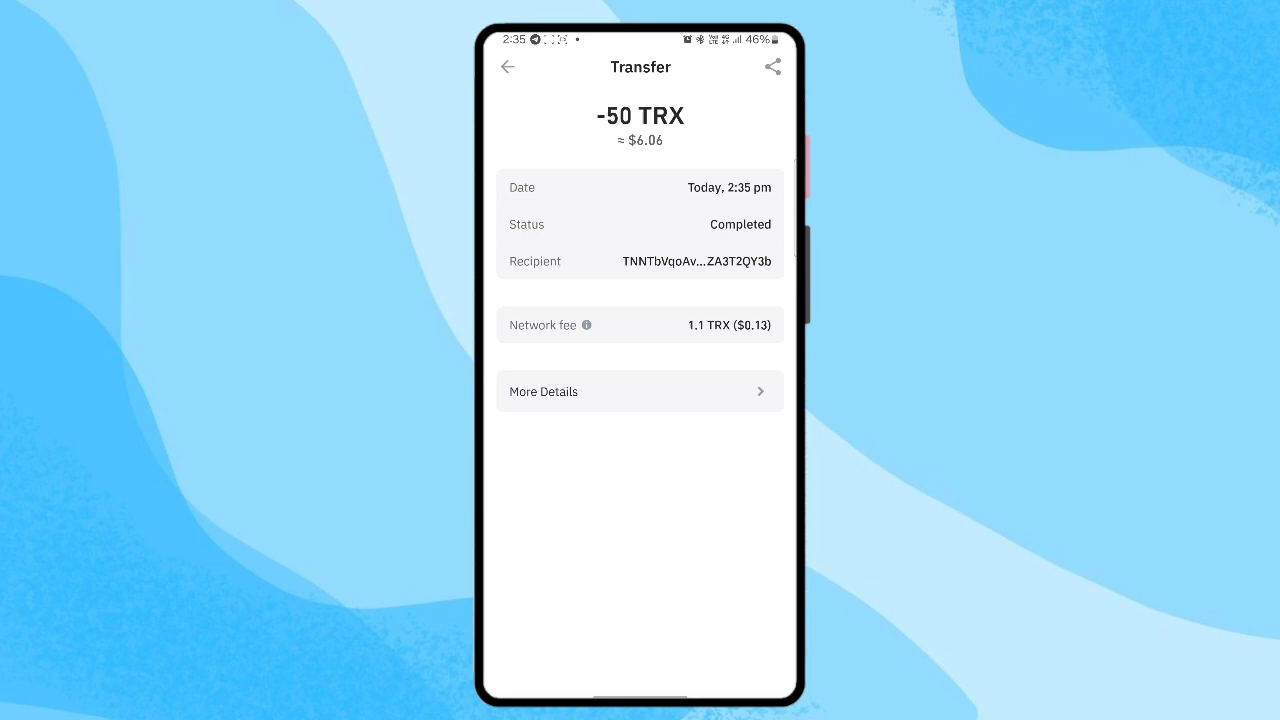 2:35 46%
Transfer
-50 TRX
≈ $6.06
Date Today, 2:35 pm
Status Completed
Recipient TNNTbVqoAv...ZA3T2QY3b
Network fee 1.1 TRX ($0.13)
More Details